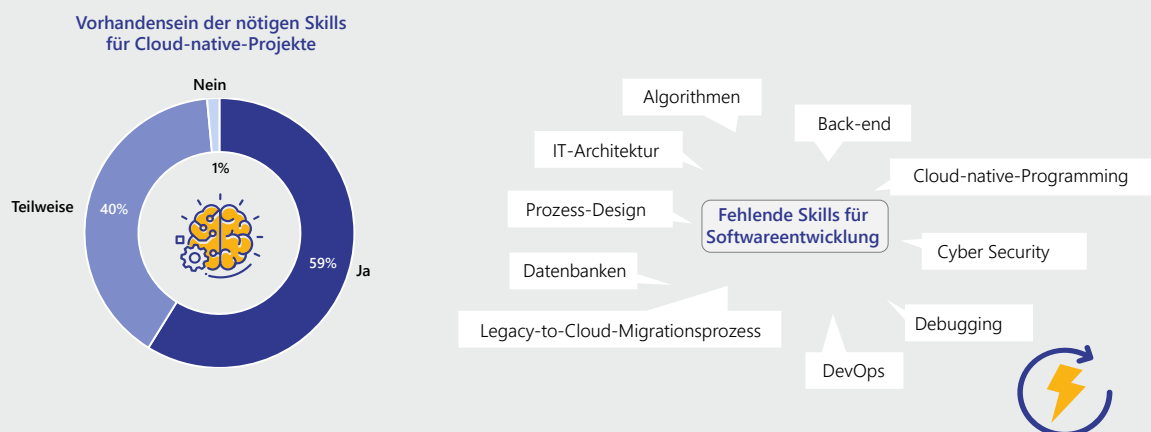 Vorhandensein der nötigen Skills
für Cloud-native-Projekte
Nein
1%
Teilweise
40%
59%
Ja
Algorithmen
Back-end
IT-Architektur
Cloud-native-Programming
Prozess-Design
Fehlende Skills für
Softwareentwicklung
Cyber Security
Datenbanken
Legacy-to-Cloud-Migrationsprozess
Debugging
DevOps